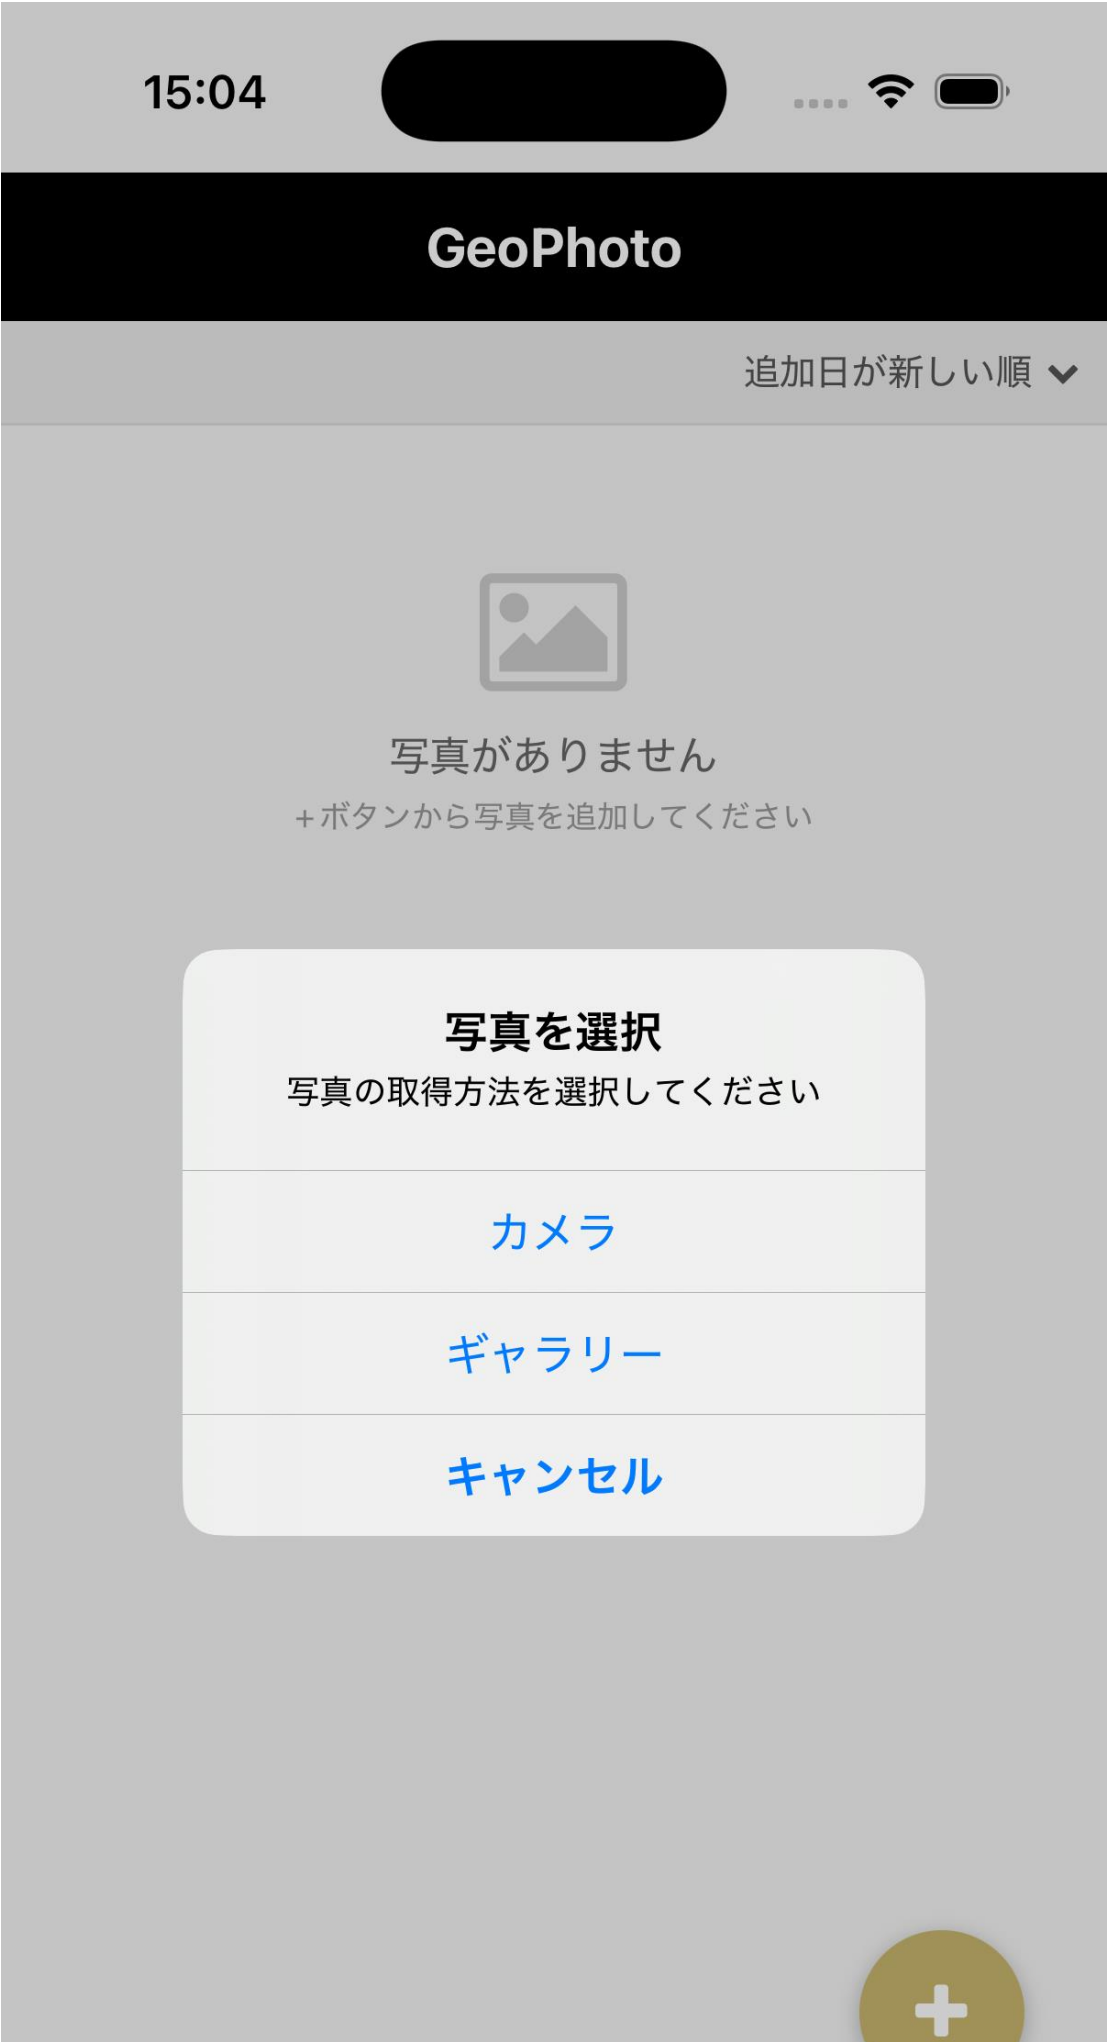 15:04
GeoPhoto
追加日が新しい順
写真がありません
+ボタンから写真を追加してください
写真を選択
写真の取得方法を選択してください
カメラ
ギャラリー
キャンセル